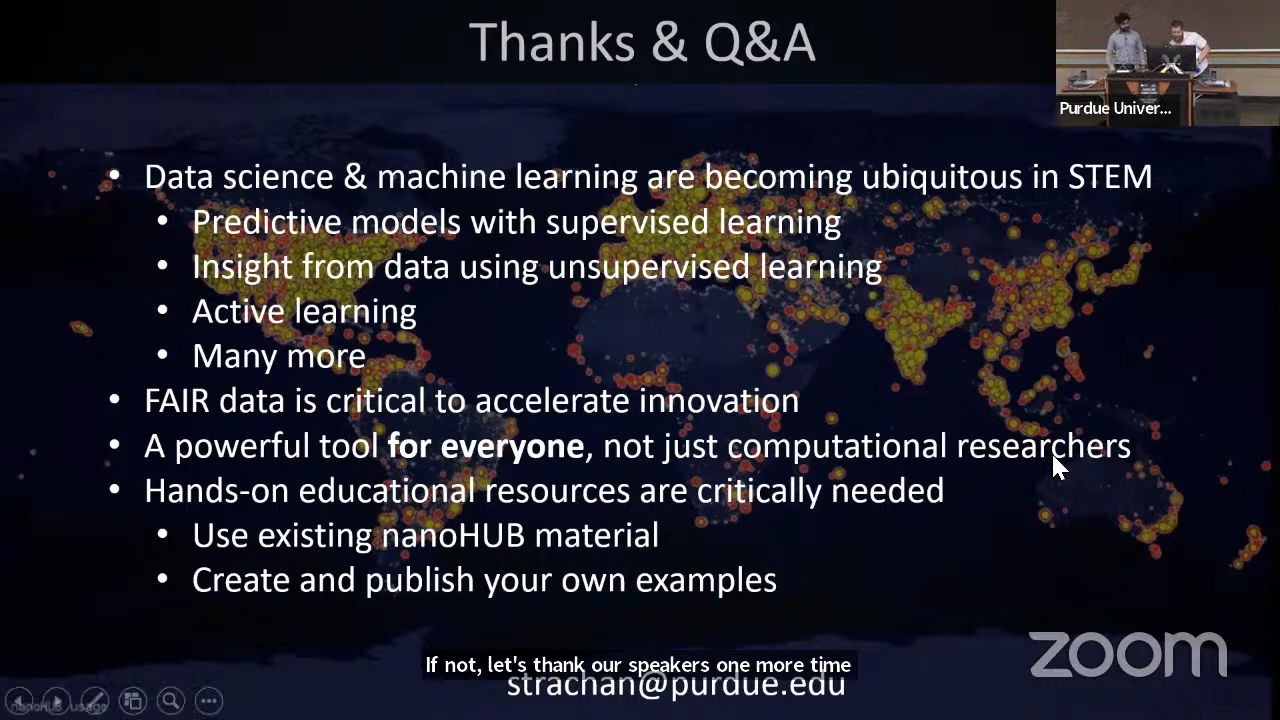 Thanks & Q&A
Purdue Univer...
• Data science & machine learning are becoming ubiquitous in STEM
• Predictive models with supervised learning
• Insight from data using unsupervised learning
• Active learning
• Many more
• FAIR data is critical to accelerate innovation
• A powerful tool for everyone, not just computational researchers
• Hands-on educational resources are critically needed
• Use existing nanoHUB material
• Create and publish your own examples
zoom
If not, let's thank our speakers one more time
strachan@purdue.edu
nanoHUB usage